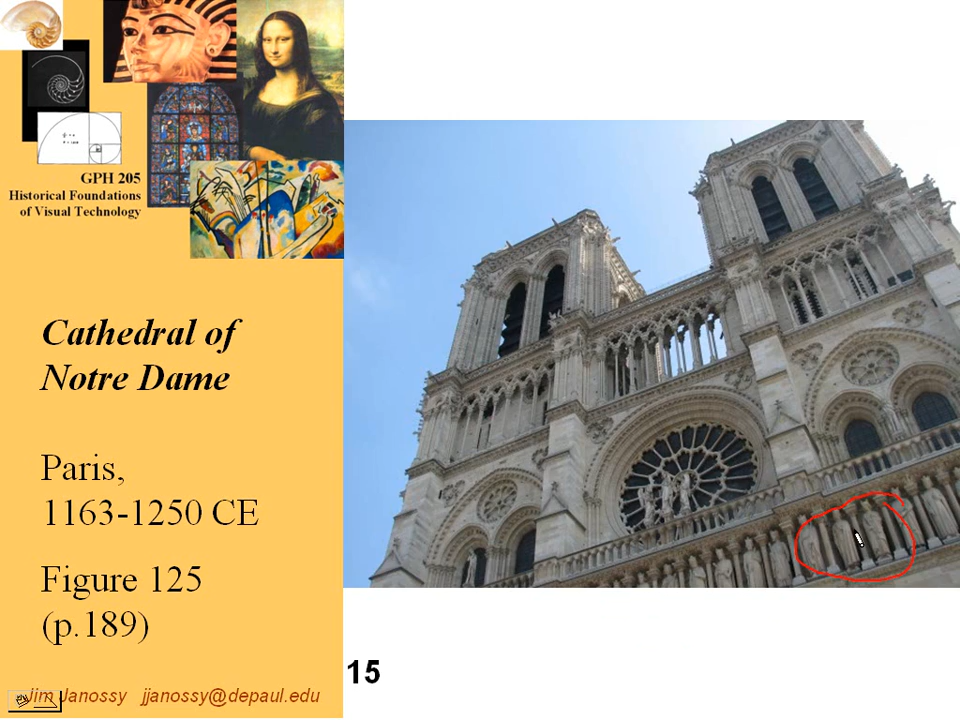 GPH 205
Historical Foundations
of Visual Technology
Cathedral of
Notre Dame
Paris,
1163-1250 CE
Figure 125
(p.189)
15
Jim Janossy jjanossy@depaul.edu